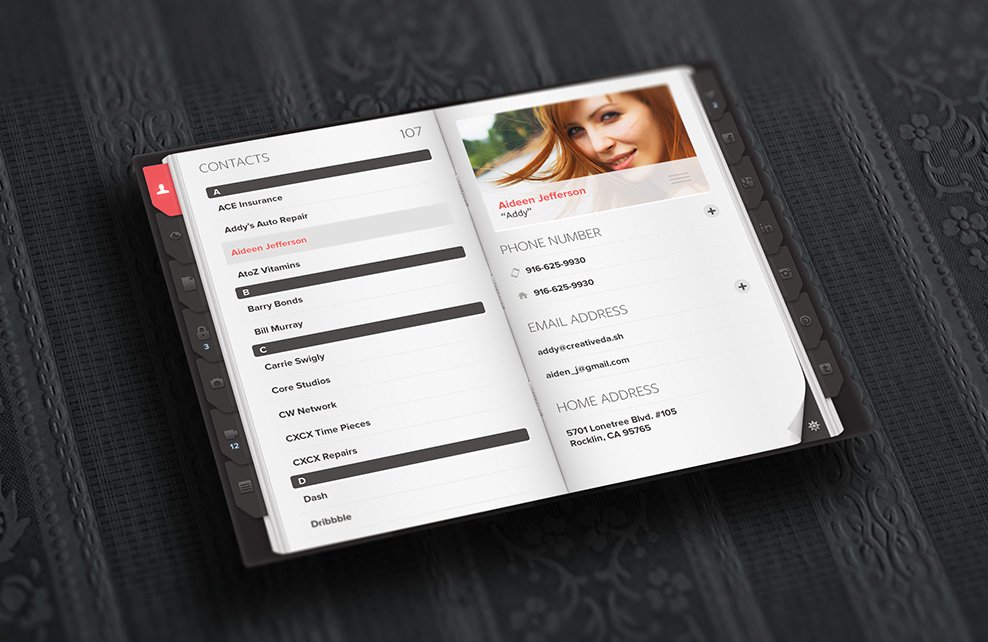 CONTACTS
107
A
ACE Insurance
Addy's Auto Repair
Aideen Jefferson
AtoZ Vitamins
B
Barry Bonds
Bill Murray
C
Carrie Swigly
Core Studios
CW Network
CXCX Time Pieces
CXCX Repairs
D
Dash
Dribbble
3
12
Aideen Jefferson
“Addy”
PHONE NUMBER
916-625-9930
916-625-9930
EMAIL ADDRESS
addy@creativeda.sh
aiden_j@gmail.com
HOME ADDRESS
5701 Lonetree Blvd. #105
Rocklin, CA 95765
in